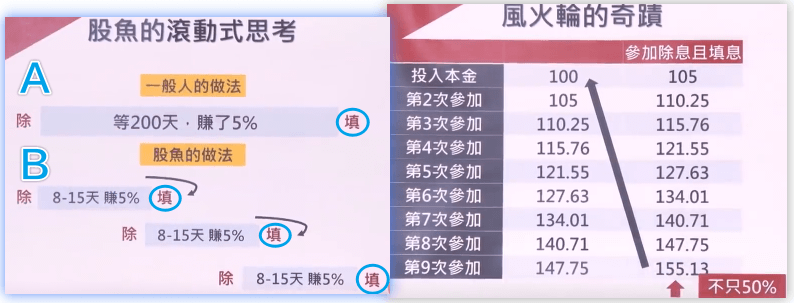 股魚的滾動式思考
A
一般人的做法
除 等200天，賺了5% 填
股魚的做法
B
除 8-15天 賺5% 填
除 8-15天 賺5% 填
除 8-15天 賺5% 填
風火輪的奇蹟
參加除息且填息
投入本金 100 105
第2次參加 105 110.25
第3次參加 110.25 115.76
第4次參加 115.76 121.55
第5次參加 121.55 127.63
第6次參加 127.63 134.01
第7次參加 134.01 140.71
第8次參加 140.71 147.75
第9次參加 147.75 155.13
不只50%